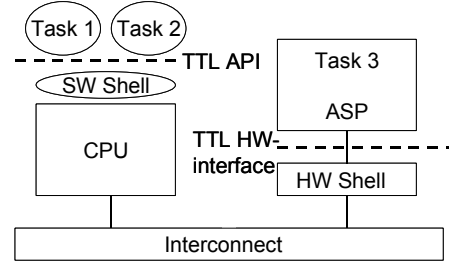 Task 1
Task 2
TTL API
SW Shell
Task 3
ASP
CPU
TTL HW-
interface
HW Shell
Interconnect